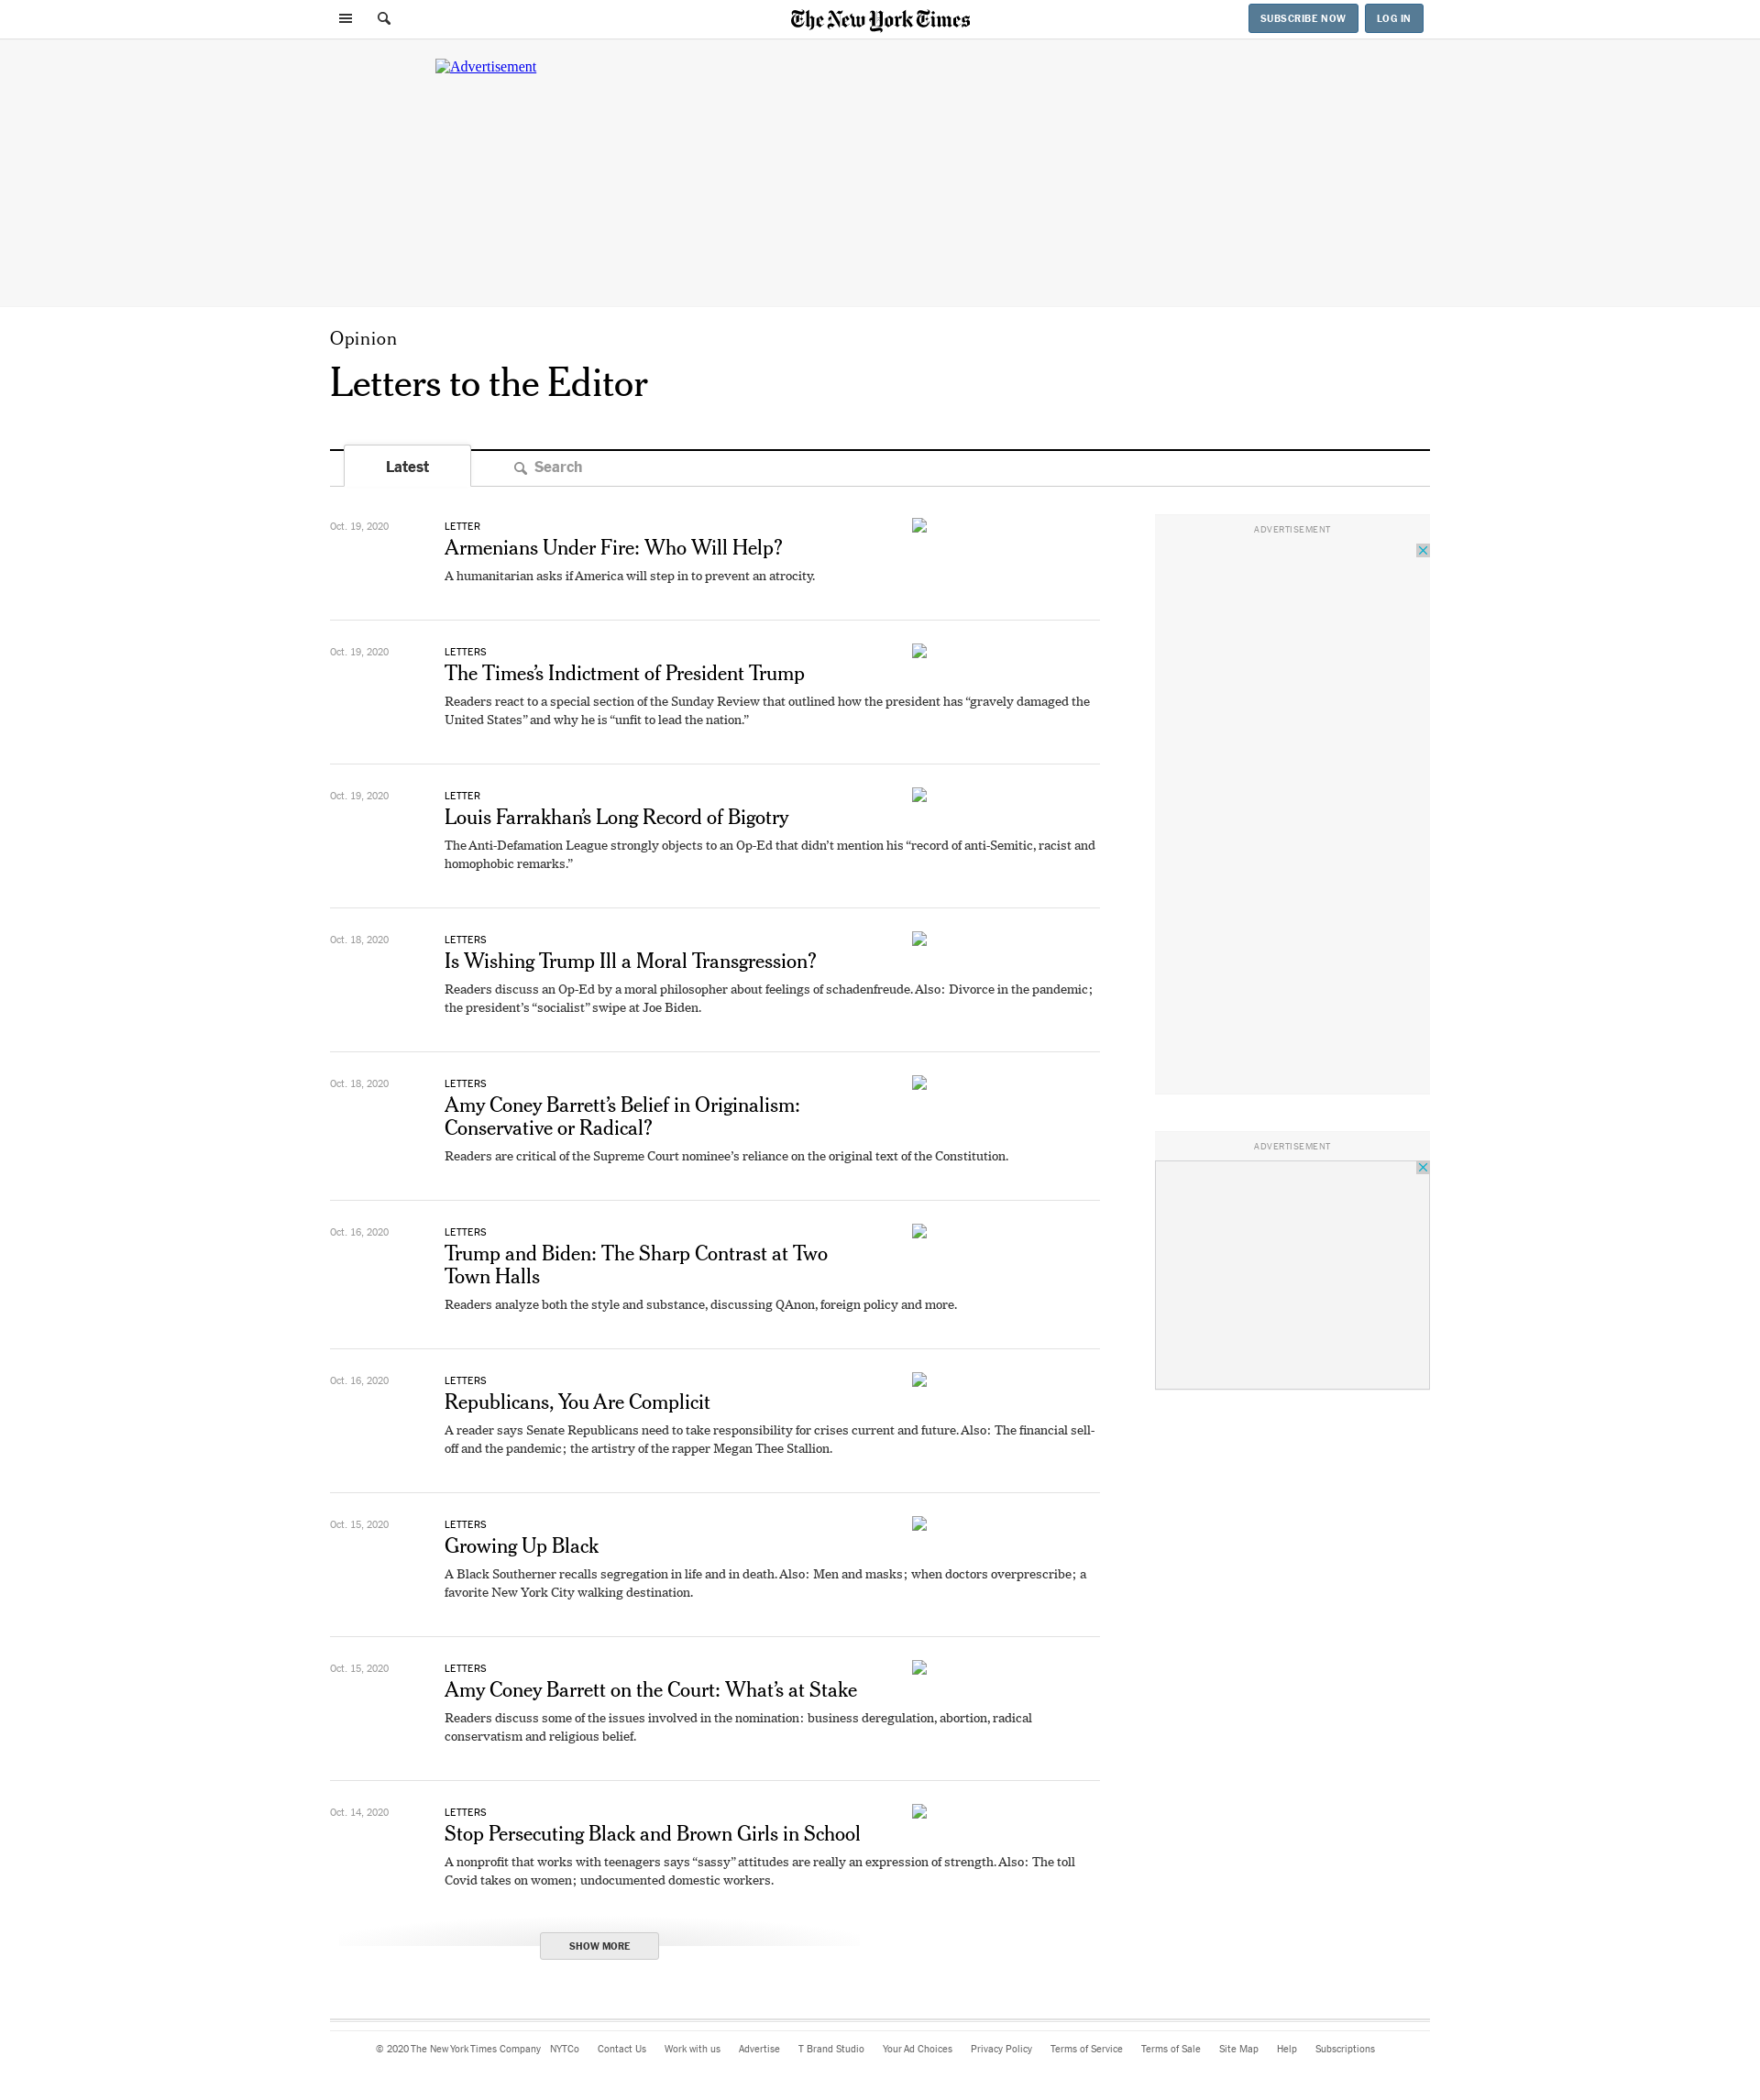 The New York Times
SUBSCRIBE NOW
LOG IN
Advertisement
Opinion
Letters to the Editor
Latest
Search
Oct. 19, 2020
LETTER
Armenians Under Fire: Who Will Help?
A humanitarian asks if America will step in to prevent an atrocity.
ADVERTISEMENT
Oct. 19, 2020
LETTERS
The Times’s Indictment of President Trump
Readers react to a special section of the Sunday Review that outlined how the president has “gravely damaged the
United States” and why he is “unfit to lead the nation.”
Oct. 19, 2020
LETTER
Louis Farrakhan’s Long Record of Bigotry
The Anti-Defamation League strongly objects to an Op-Ed that didn’t mention his “record of anti-Semitic, racist and
homophobic remarks.”
Oct. 18, 2020
LETTERS
Is Wishing Trump Ill a Moral Transgression?
Readers discuss an Op-Ed by a moral philosopher about feelings of schadenfreude. Also: Divorce in the pandemic;
the president’s “socialist” swipe at Joe Biden.
Oct. 18, 2020
LETTERS
Amy Coney Barrett’s Belief in Originalism:
Conservative or Radical?
Readers are critical of the Supreme Court nominee’s reliance on the original text of the Constitution.
ADVERTISEMENT
Oct. 16, 2020
LETTERS
Trump and Biden: The Sharp Contrast at Two
Town Halls
Readers analyze both the style and substance, discussing QAnon, foreign policy and more.
Oct. 16, 2020
LETTERS
Republicans, You Are Complicit
A reader says Senate Republicans need to take responsibility for crises current and future. Also: The financial sell-
off and the pandemic; the artistry of the rapper Megan Thee Stallion.
Oct. 15, 2020
LETTERS
Growing Up Black
A Black Southerner recalls segregation in life and in death. Also: Men and masks; when doctors overprescribe; a
favorite New York City walking destination.
Oct. 15, 2020
LETTERS
Amy Coney Barrett on the Court: What’s at Stake
Readers discuss some of the issues involved in the nomination: business deregulation, abortion, radical
conservatism and religious belief.
Oct. 14, 2020
LETTERS
Stop Persecuting Black and Brown Girls in School
A nonprofit that works with teenagers says “sassy” attitudes are really an expression of strength. Also: The toll
Covid takes on women; undocumented domestic workers.
SHOW MORE
© 2020 The New York Times Company NYTCo Contact Us Work with us Advertise T Brand Studio Your Ad Choices Privacy Policy Terms of Service Terms of Sale Site Map Help Subscriptions